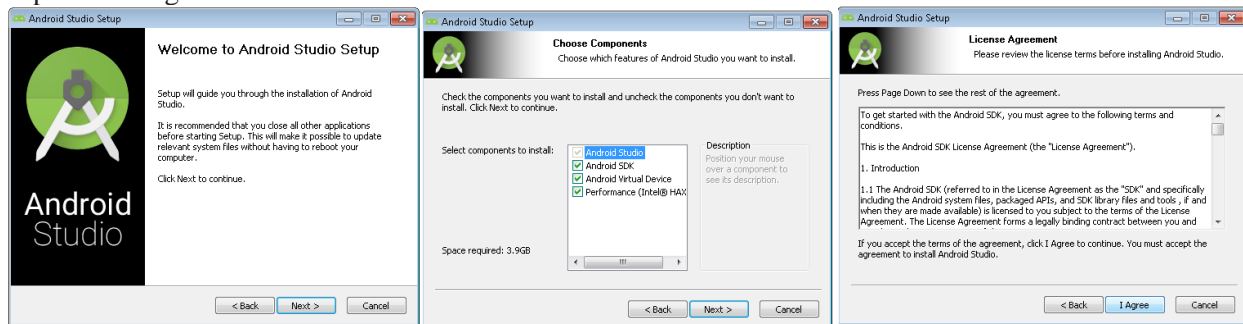 Android Studio Setup
Welcome to Android Studio Setup
Setup will guide you through the installation of Android
Studio.
It is recommended that you close all other applications
before starting Setup. This will make it possible to update
relevant system files without having to reboot your
computer.
Click Next to continue.
Android
Studio
< Back
Next >
Cancel
Android Studio Setup
Choose Components
Choose which features of Android Studio you want to install.
Check the components you want to install and uncheck the components you don't want to
install. Click Next to continue.
Select components to install:
Android Studio
Android SDK
Android Virtual Device
Performance (Intel® HAX
Description
Position your mouse
over a component to
see its description.
Space required: 3.9GB
< Back
Next >
Cancel
Android Studio Setup
License Agreement
Please review the license terms before installing Android Studio.
Press Page Down to see the rest of the agreement.
To get started with the Android SDK, you must agree to the following terms and
conditions.
This is the Android SDK License Agreement (the "License Agreement").
1. Introduction
1.1 The Android SDK (referred to in the License Agreement as the "SDK" and specifically
including the Android system files, packaged APIs, and SDK library files and tools , if and
when they are made available) is licensed to you subject to the terms of the License
Agreement. The License Agreement forms a legally binding contract between you and
If you accept the terms of the agreement, click I Agree to continue. You must accept the
agreement to install Android Studio.
< Back
I Agree
Cancel